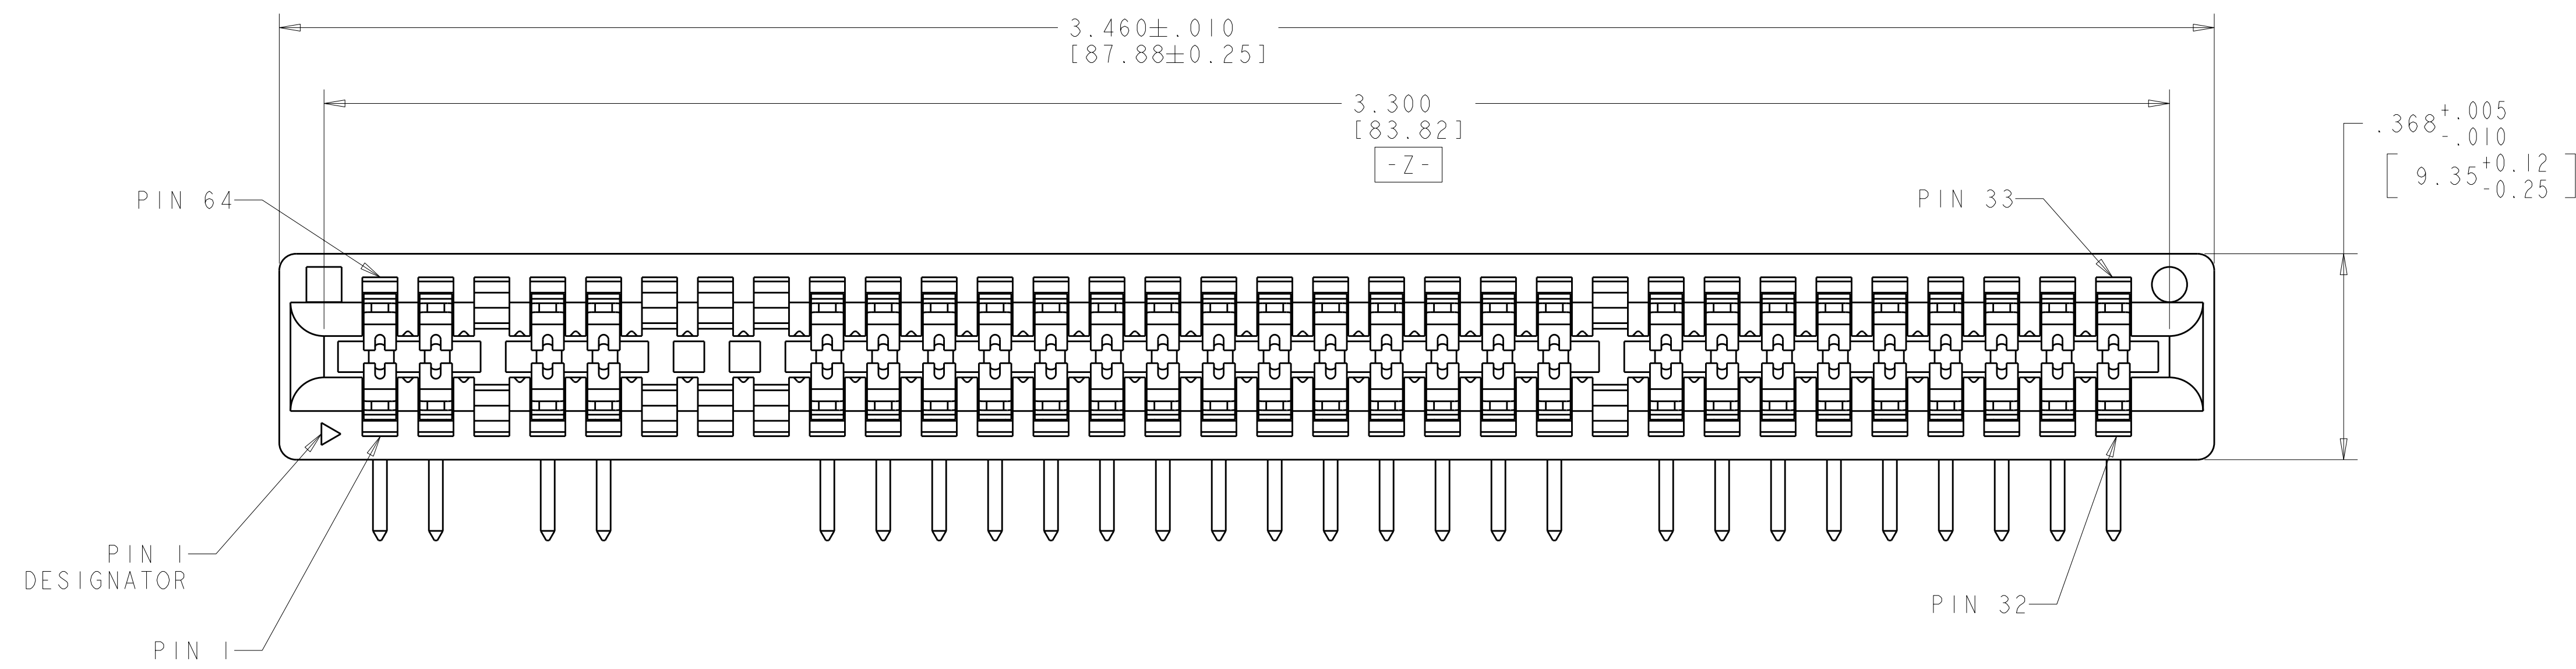 3.460±.010
[87.88±0.25]
3.300
[83.82]
-Z-
.368 +.005 -.010
[9.35 +0.12 -0.25]
PIN 64
PIN 33
PIN 1
DESIGNATOR
PIN 32
PIN 1